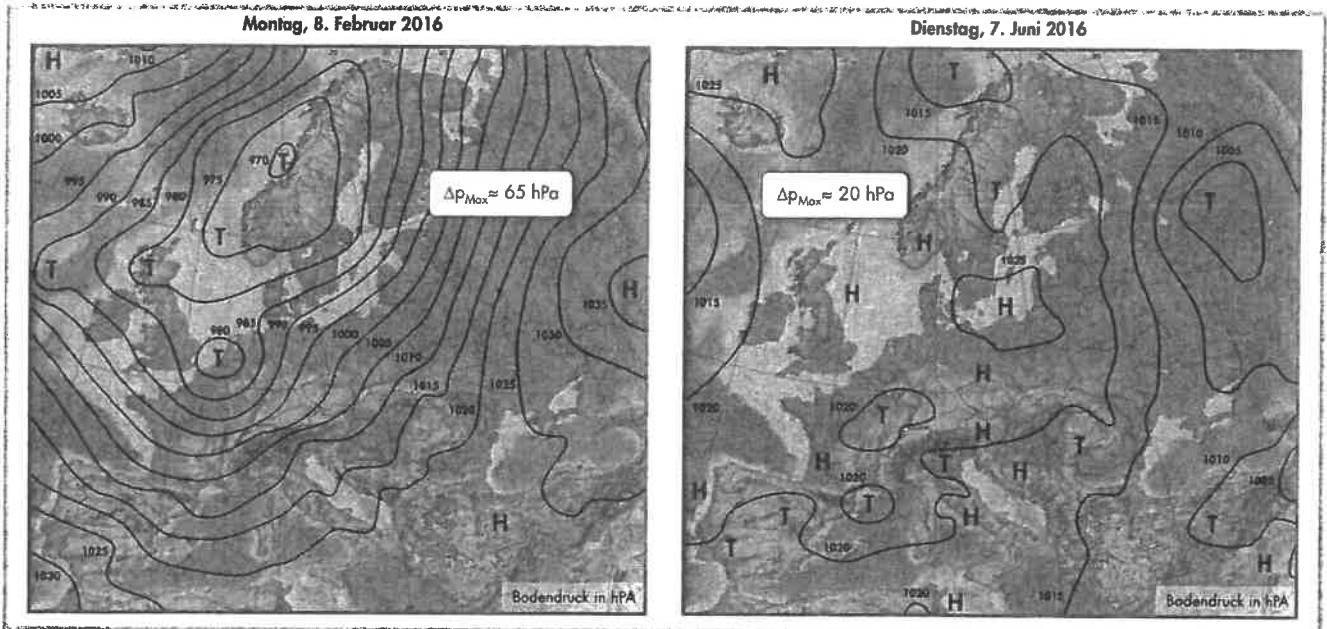 Montag, 8. Februar 2016
H
1010
1005
1000
995
990
985
980
975
970
T
T
T
T
Δpₘₐₓ≈ 65 hPa
980
985
990
995
1000
1005
1010
1015
1020
1025
1030
1035
H
T
H
1025
1030
Bodendruck in hPA
Dienstag, 7. Juni 2016
H
T
1025
1015
1020
1015
1010
1005
Δpₘₐₓ≈ 20 hPa
T
T
H
1025
H
H
1015
H
1020
1020
T
H
T
T
H
H
1020
T
H
1010
T
H
T
1020
H
T
H
1020
H
1015
Bodendruck in hPA